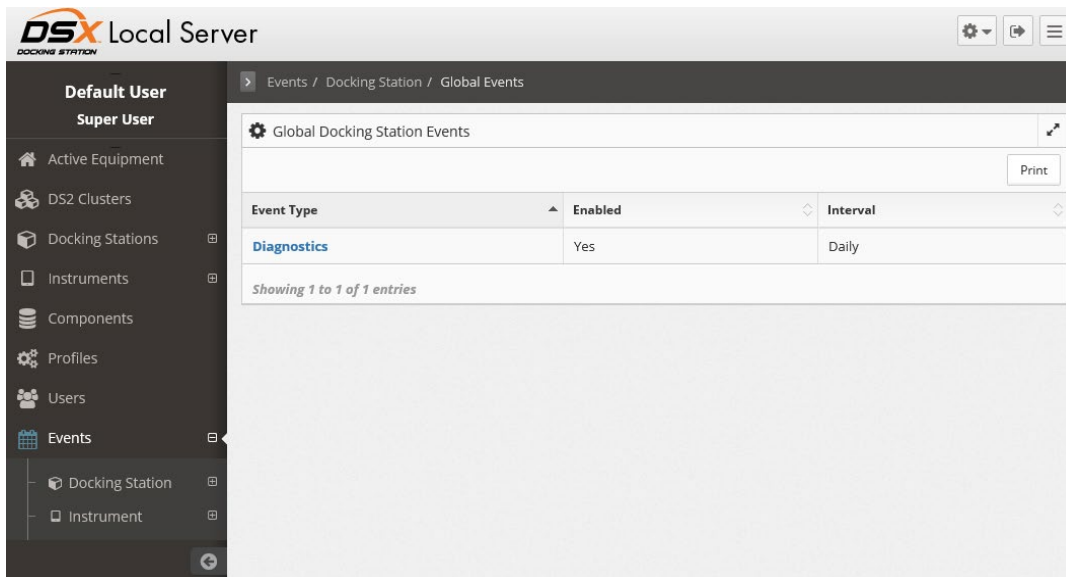 DSX Local Server
DOCKING STATION
Default User
Super User
Active Equipment
DS2 Clusters
Docking Stations
Instruments
Components
Profiles
Users
Events
Docking Station
Instrument
Events / Docking Station / Global Events
Global Docking Station Events
Print
Event Type Enabled Interval
Diagnostics Yes Daily
Showing 1 to 1 of 1 entries